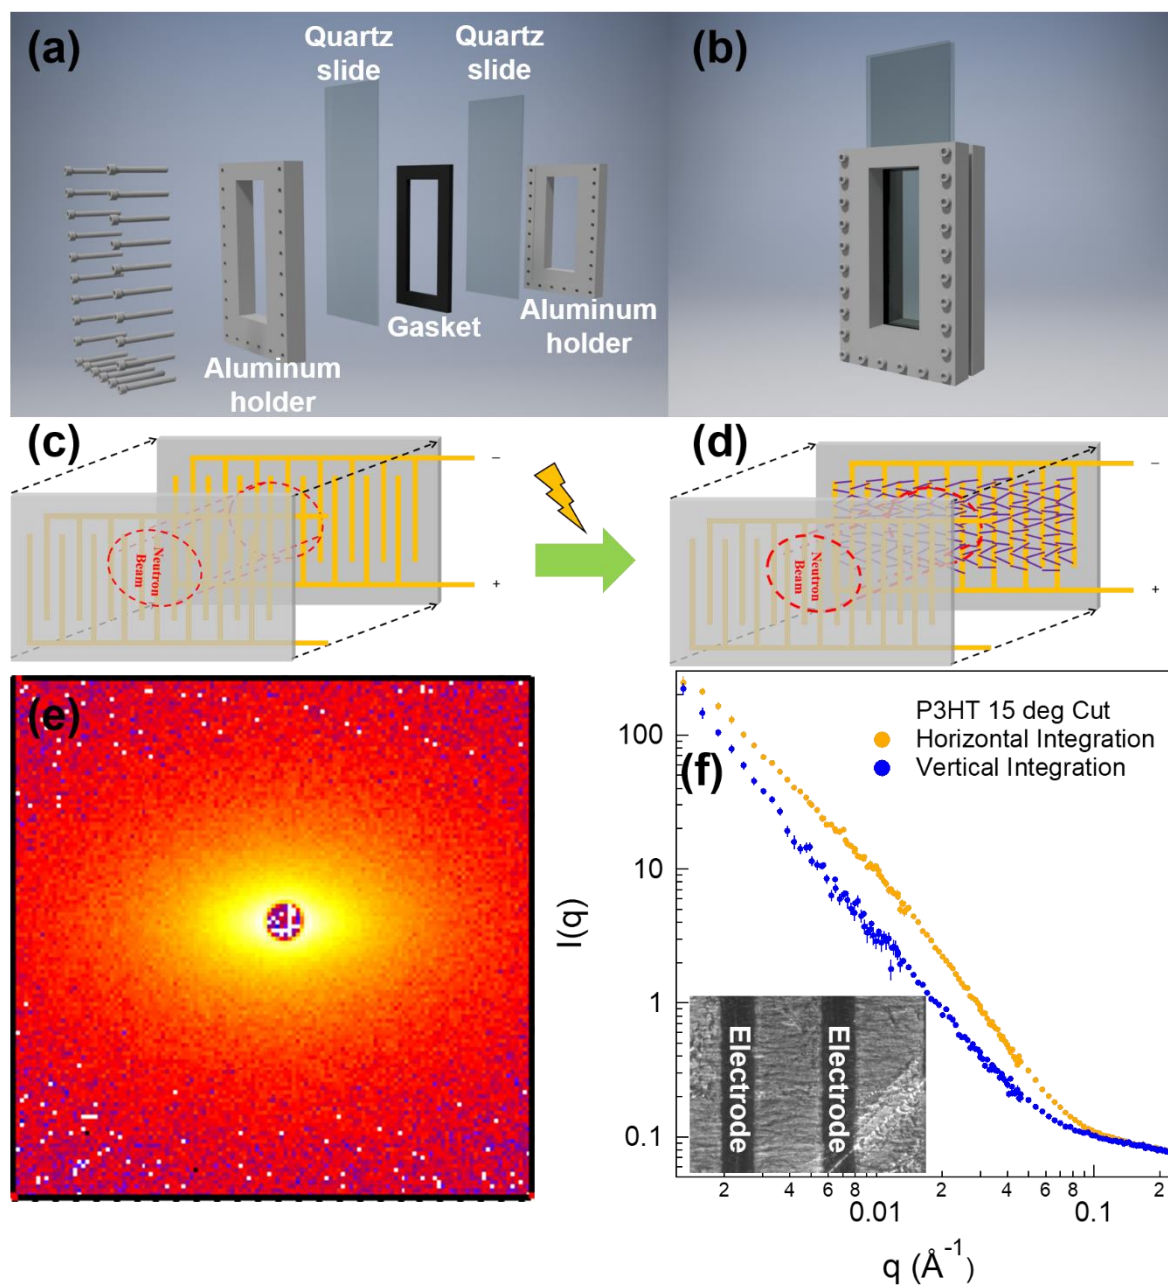 (a)
Quartz
slide
Quartz
slide
Gasket
Aluminum
holder
Aluminum
holder
(b)
(c)
−
+
Neutron
Beam
(d)
−
+
Neutron
Beam
(e)
(f)
P3HT 15 deg Cut
Horizontal Integration
Vertical Integration
I(q)
100
10
1
0.1
Electrode
Electrode
2
4
6
8
0.01
2
4
6
8
0.1
2
q (Å⁻¹)